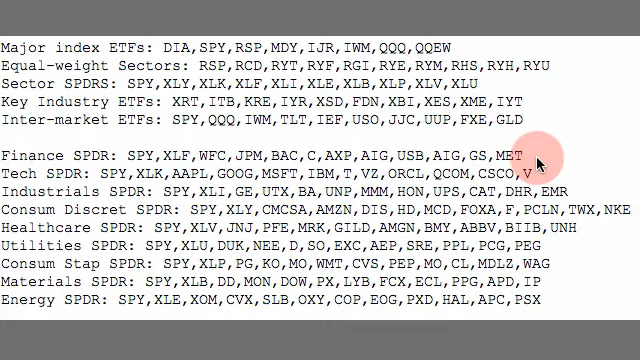 Major index ETFs: DIA,SPY,RSP,MDY,IJR,IWM,QQQ,QQEW
Equal-weight Sectors: RSP,RCD,RYT,RYF,RGI,RYE,RYM,RHS,RYH,RYU
Sector SPDRS: SPY,XLY,XLK,XLF,XLI,XLE,XLB,XLP,XLV,XLU
Key Industry ETFs: XRT,ITB,KRE,IYR,XSD,FDN,XBI,XES,XME,IYT
Inter-market ETFs: SPY,QQQ,IWM,TLT,IEF,USO,JJC,UUP,FXE,GLD
Finance SPDR: SPY,XLF,WFC,JPM,BAC,C,AXP,AIG,USB,AIG,GS,MET
Tech SPDR: SPY,XLK,AAPL,GOOG,MSFT,IBM,T,VZ,ORCL,QCOM,CSCO,V
Industrials SPDR: SPY,XLI,GE,UTX,BA,UNP,MMM,HON,UPS,CAT,DHR,EMR
Consum Discret SPDR: SPY,XLY,CMCSA,AMZN,DIS,HD,MCD,FOXA,F,PCLN,TWX,NKE
Healthcare SPDR: SPY,XLV,JNJ,PFE,MRK,GILD,AMGN,BMY,ABBV,BIIB,UNH
Utilities SPDR: SPY,XLU,DUK,NEE,D,SO,EXC,AEP,SRE,PPL,PCG,PEG
Consum Stap SPDR: SPY,XLP,PG,KO,MO,WMT,CVS,PEP,MO,CL,MDLZ,WAG
Materials SPDR: SPY,XLB,DD,MON,DOW,PX,LYB,FCX,ECL,PPG,APD,IP
Energy SPDR: SPY,XLE,XOM,CVX,SLB,OXY,COP,EOG,PXD,HAL,APC,PSX